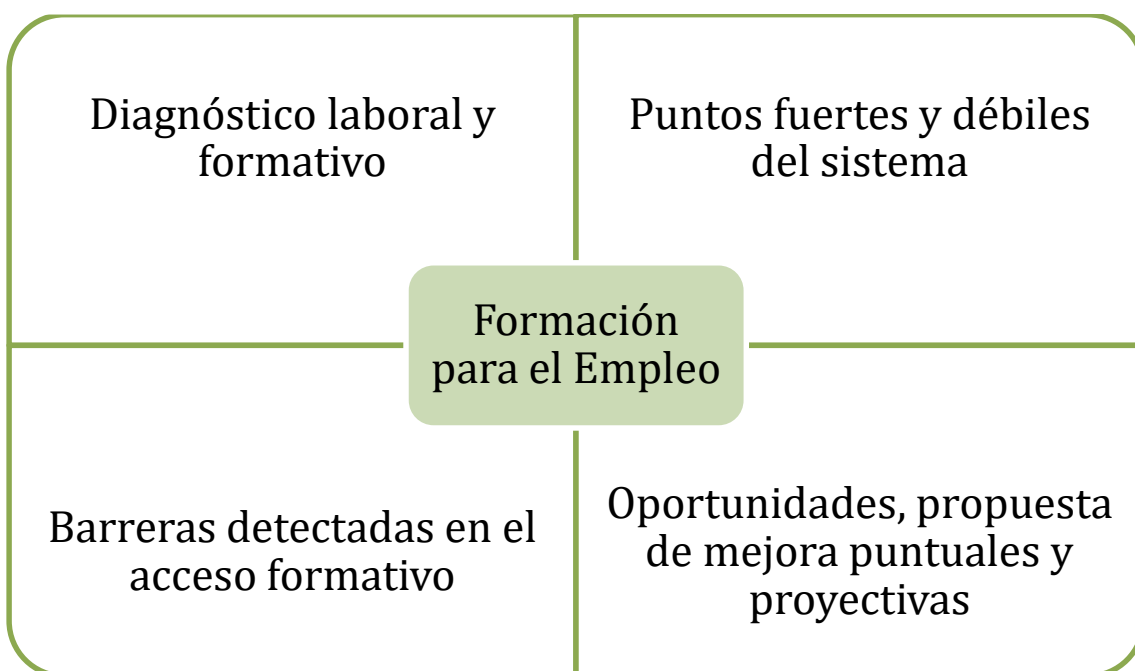 Diagnóstico laboral y
formativo
Puntos fuertes y débiles
del sistema
Formación
para el Empleo
Barreras detectadas en el
acceso formativo
Oportunidades, propuesta
de mejora puntuales y
proyectivas